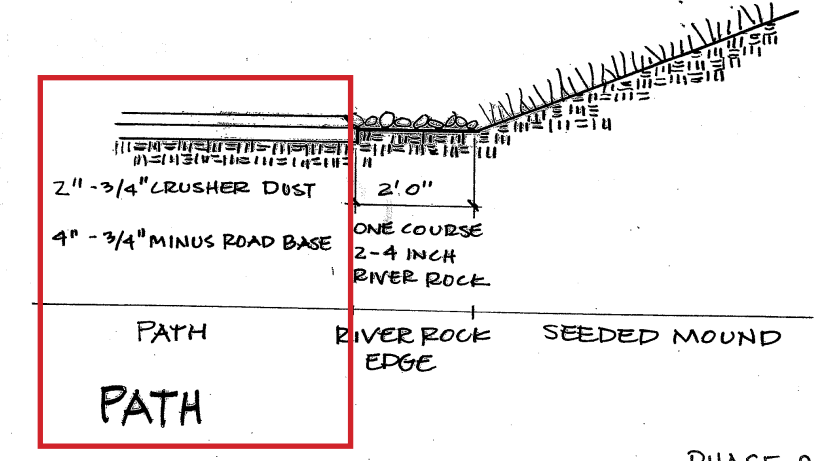 2" - 3/4" CRUSHER DUST
2'.0"
4" - 3/4" MINUS ROAD BASE
ONE COURSE
2-4 INCH
RIVER ROCK
PATH
RIVER ROCK
EDGE
SEEDED MOUND
PATH